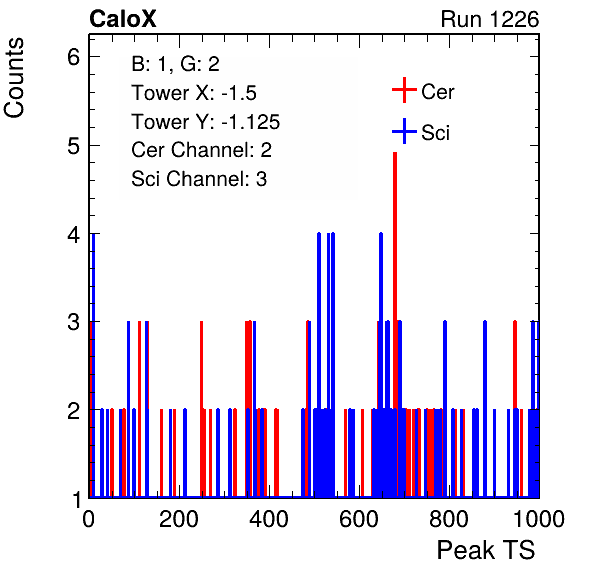 CaloX
Run 1226
Counts
B: 1, G: 2
Tower X: -1.5
Tower Y: -1.125
Cer Channel: 2
Sci Channel: 3
Cer
Sci
6
5
4
3
2
1
0 200 400 600 800 1000
Peak TS